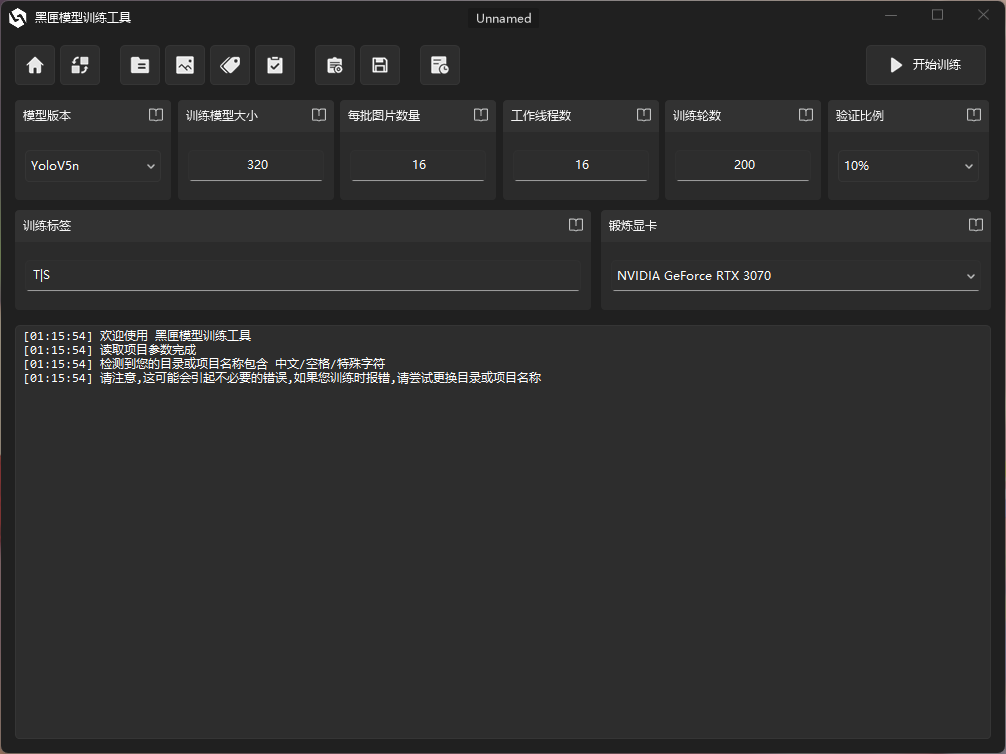 黑匣模型训练工具
Unnamed
开始训练
模型版本
训练模型大小
每批图片数量
工作线程数
训练轮数
验证比例
YoloV5n
320
16
16
200
10%
训练标签
锻炼显卡
T|S
NVIDIA GeForce RTX 3070
[01:15:54] 欢迎使用 黑匣模型训练工具
[01:15:54] 读取项目参数完成
[01:15:54] 检测到您的目录或项目名称包含 中文/空格/特殊字符
[01:15:54] 请注意,这可能会引起不必要的错误,如果您训练时报错,请尝试更换目录或项目名称